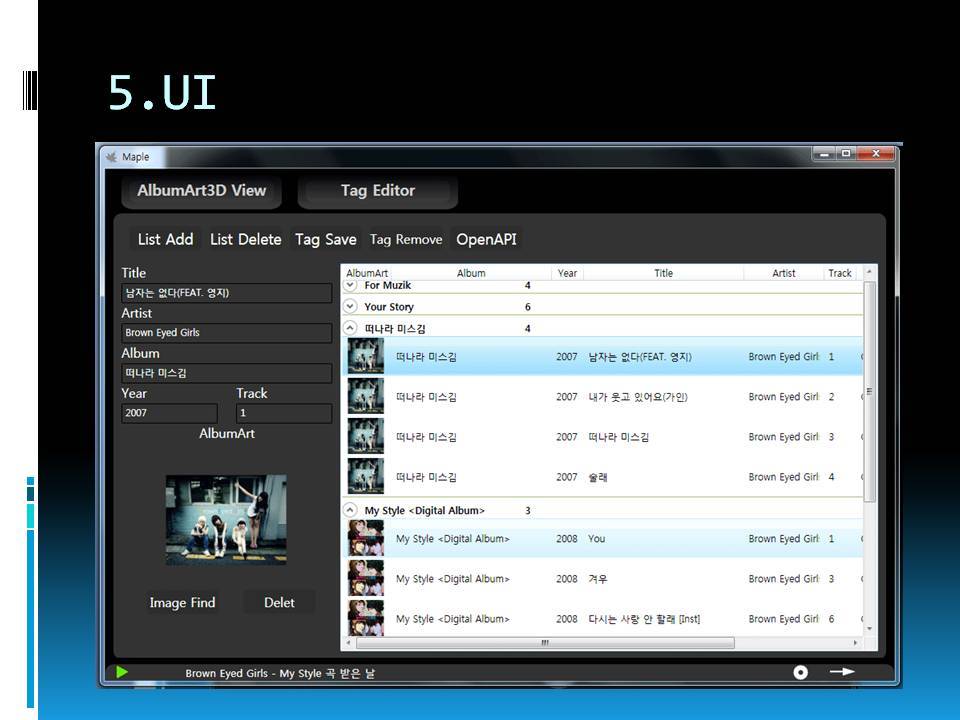 5.UI
Maple
AlbumArt3D View Tag Editor
List Add List Delete Tag Save Tag Remove OpenAPI
Title
남자는 없다(FEAT. 영지)
Artist
Brown Eyed Girls
Album
떠나라 미스김
Year Track
2007 1
AlbumArt
Image Find Delet
AlbumArt Album Year Title Artist Track
For Muzik 4
Your Story 6
떠나라 미스김 4
떠나라 미스김 2007 남자는 없다(FEAT. 영지) Brown Eyed Girl 1
떠나라 미스김 2007 내가 웃고 있어요(가인) Brown Eyed Girl 2
떠나라 미스김 2007 떠나라 미스김 Brown Eyed Girl 3
떠나라 미스김 2007 술래 Brown Eyed Girl 4
My Style <Digital Album> 3
My Style <Digital Album> 2008 You Brown Eyed Girl 1
My Style <Digital Album> 2008 겨우 Brown Eyed Girl 3
My Style <Digital Album> 2008 다시는 사랑 안 할래 [Inst] Brown Eyed Girl 6
Brown Eyed Girls - My Style 곡 받은 날